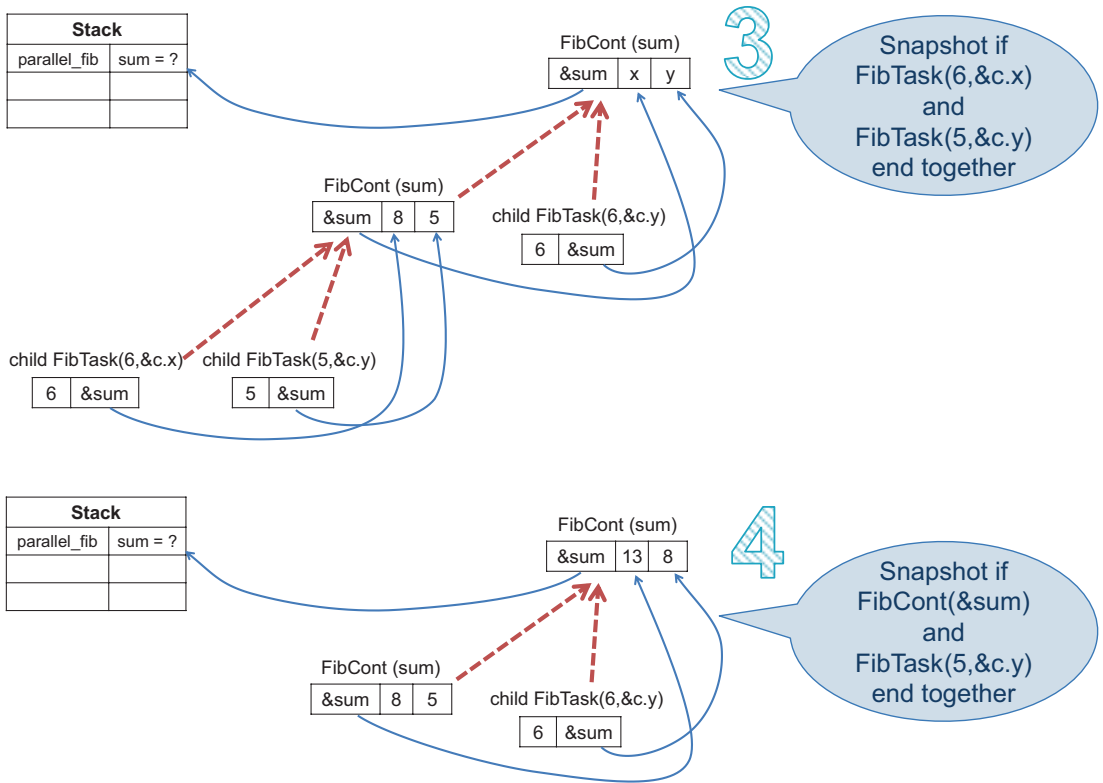 Stack
parallel_fib sum = ?
FibCont (sum)
&sum x y
3
Snapshot if
FibTask(6,&c.x)
and
FibTask(5,&c.y)
end together
FibCont (sum)
&sum 8 5
child FibTask(6,&c.y)
6 &sum
child FibTask(6,&c.x) child FibTask(5,&c.y)
6 &sum 5 &sum
Stack
parallel_fib sum = ?
FibCont (sum)
&sum 13 8
4
Snapshot if
FibCont(&sum)
and
FibTask(5,&c.y)
end together
FibCont (sum)
&sum 8 5
child FibTask(6,&c.y)
6 &sum